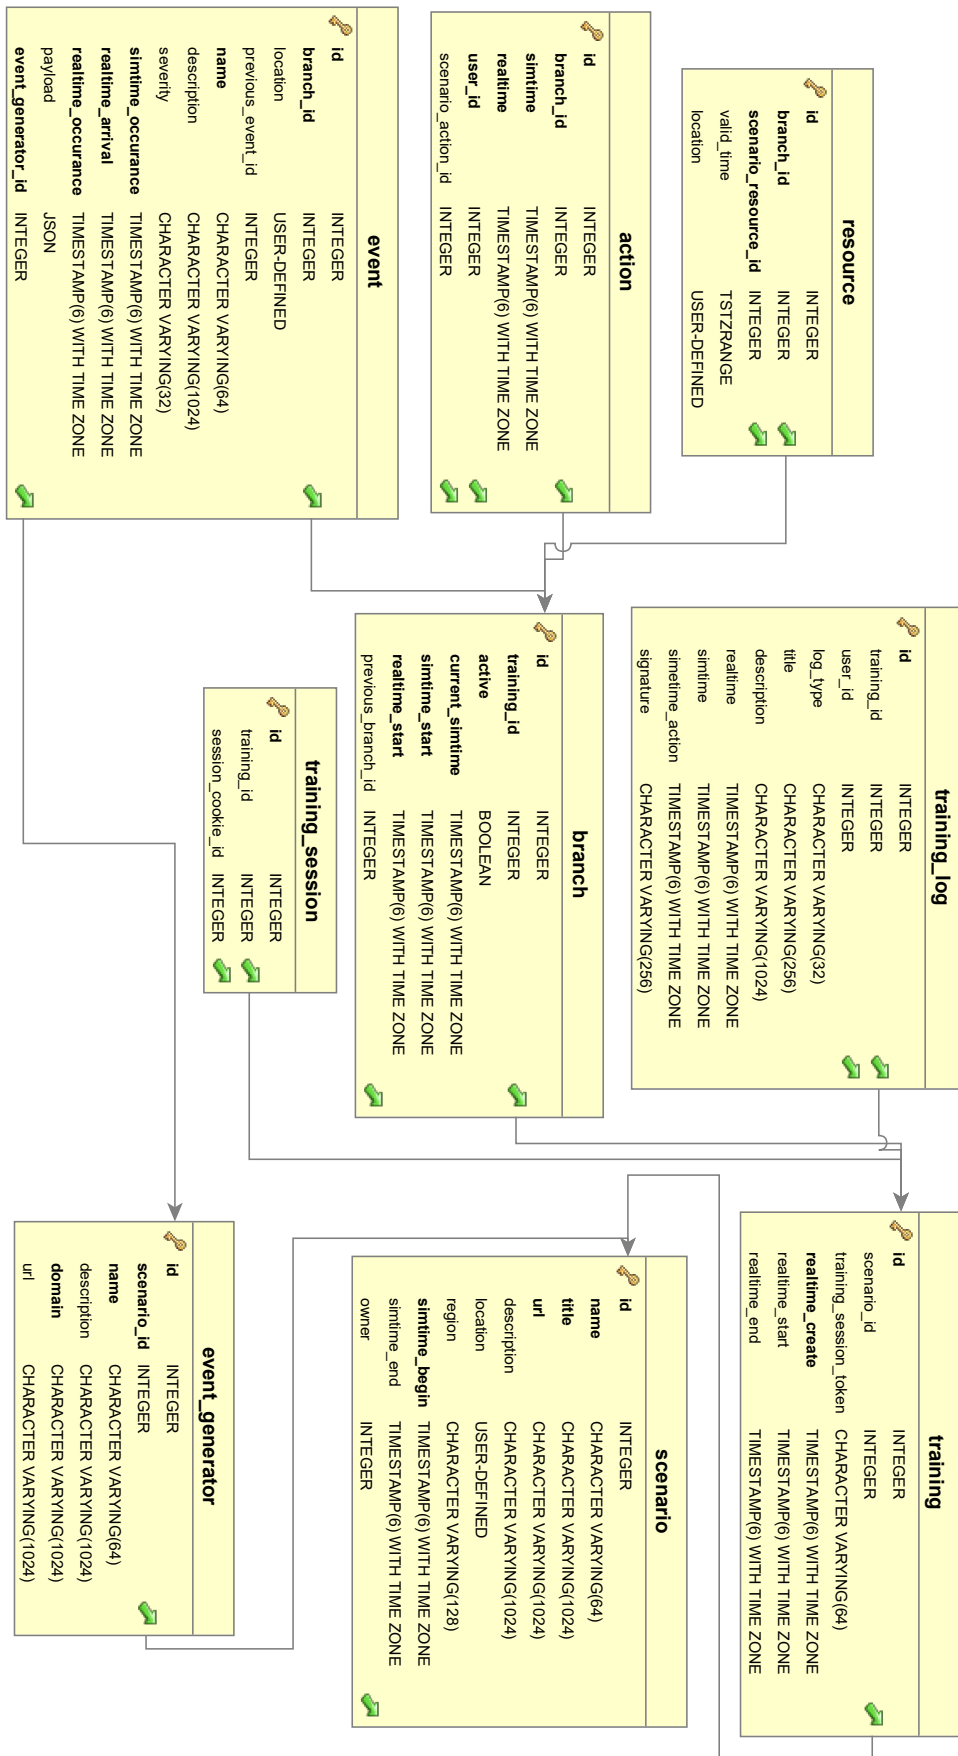 resource
id INTEGER
branch_id INTEGER
scenario_resource_id INTEGER
valid_time TSTZRANGE
location USER-DEFINED
action
id INTEGER
branch_id INTEGER
simtime TIMESTAMP(6) WITH TIME ZONE
realtime TIMESTAMP(6) WITH TIME ZONE
user_id INTEGER
scenario_action_id INTEGER
event
id INTEGER
branch_id INTEGER
location USER-DEFINED
previous_event_id INTEGER
name CHARACTER VARYING(64)
description CHARACTER VARYING(1024)
severity CHARACTER VARYING(32)
simtime_occurance TIMESTAMP(6) WITH TIME ZONE
realtime_arrival TIMESTAMP(6) WITH TIME ZONE
realtime_occurance TIMESTAMP(6) WITH TIME ZONE
payload JSON
event_generator_id INTEGER
training_log
id INTEGER
training_id INTEGER
user_id INTEGER
log_type CHARACTER VARYING(32)
title CHARACTER VARYING(256)
description CHARACTER VARYING(1024)
realtime TIMESTAMP(6) WITH TIME ZONE
simtime TIMESTAMP(6) WITH TIME ZONE
simetime_action TIMESTAMP(6) WITH TIME ZONE
signature CHARACTER VARYING(256)
branch
id INTEGER
training_id INTEGER
active BOOLEAN
current_simtime TIMESTAMP(6) WITH TIME ZONE
simtime_start TIMESTAMP(6) WITH TIME ZONE
realtime_start TIMESTAMP(6) WITH TIME ZONE
previous_branch_id INTEGER
training_session
id INTEGER
training_id INTEGER
session_cookie_id INTEGER
training
id INTEGER
scenario_id INTEGER
training_session_token CHARACTER VARYING(64)
realtime_create TIMESTAMP(6) WITH TIME ZONE
realtime_start TIMESTAMP(6) WITH TIME ZONE
realtime_end TIMESTAMP(6) WITH TIME ZONE
scenario
id INTEGER
name CHARACTER VARYING(64)
title CHARACTER VARYING(1024)
url CHARACTER VARYING(1024)
description CHARACTER VARYING(1024)
location USER-DEFINED
region CHARACTER VARYING(128)
simtime_begin TIMESTAMP(6) WITH TIME ZONE
simtime_end TIMESTAMP(6) WITH TIME ZONE
owner INTEGER
event_generator
id INTEGER
scenario_id INTEGER
name CHARACTER VARYING(64)
description CHARACTER VARYING(1024)
domain CHARACTER VARYING(1024)
url CHARACTER VARYING(1024)